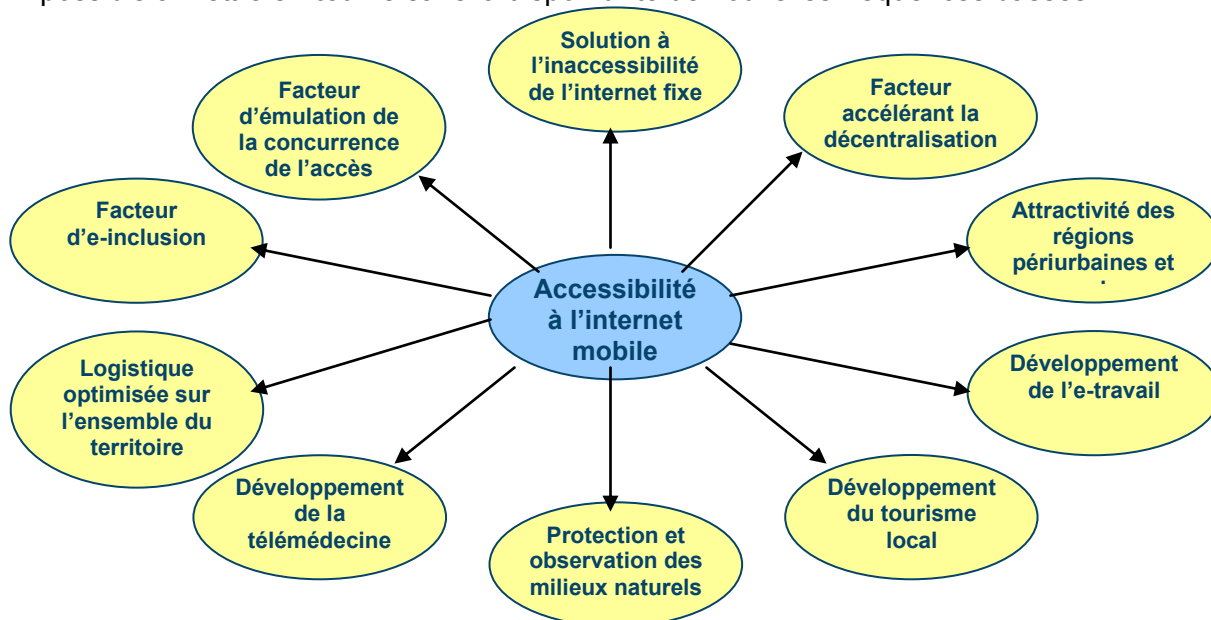 Solution à
l'inaccessibilité
de l'internet fixe
Facteur
d'émulation de
la concurrence
de l'accès
Facteur
accélérant la
décentralisation
Facteur
d'e-inclusion
Attractivité des
régions
périurbaines et
Accessibilité
à l'internet
mobile
Logistique
optimisée sur
l'ensemble du
territoire
Développement
de l'e-travail
Développement
de la
télémédecine
Protection et
observation des
milieux naturels
Développement
du tourisme
local